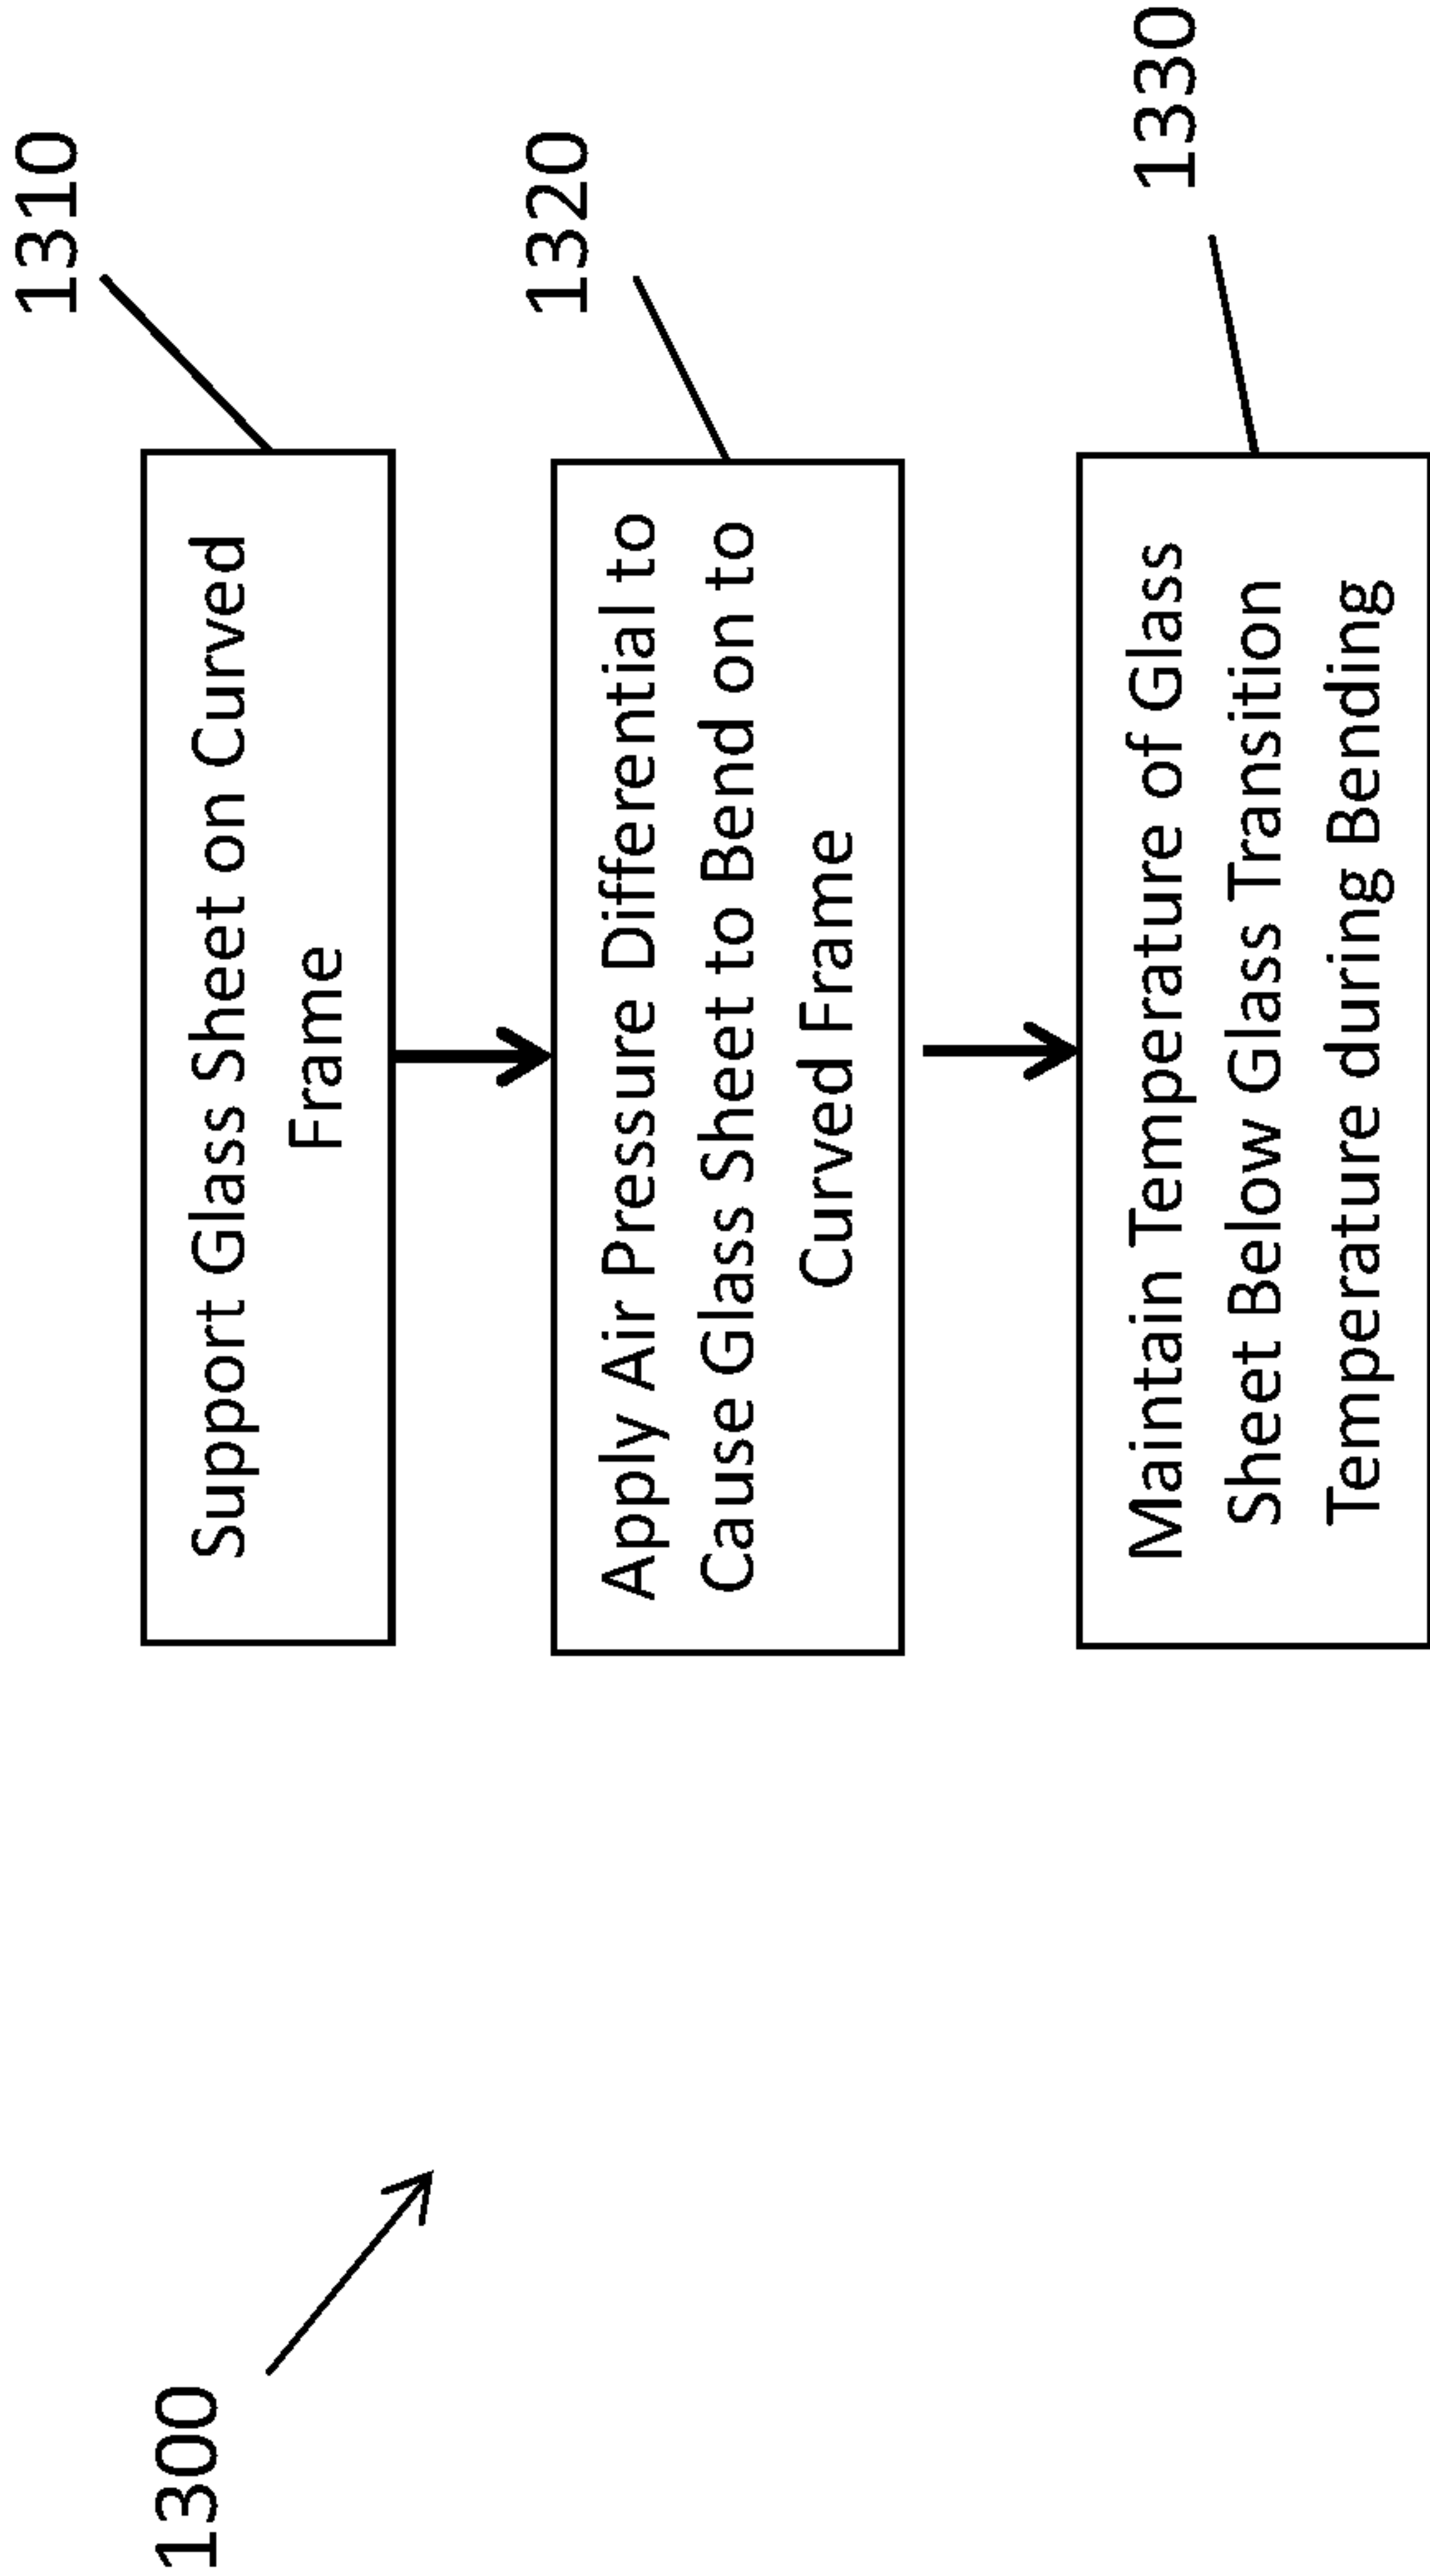 1300
1310
Support Glass Sheet on Curved
Frame
1320
Apply Air Pressure Differential to
Cause Glass Sheet to Bend on to
Curved Frame
1330
Maintain Temperature of Glass
Sheet Below Glass Transition
Temperature during Bending